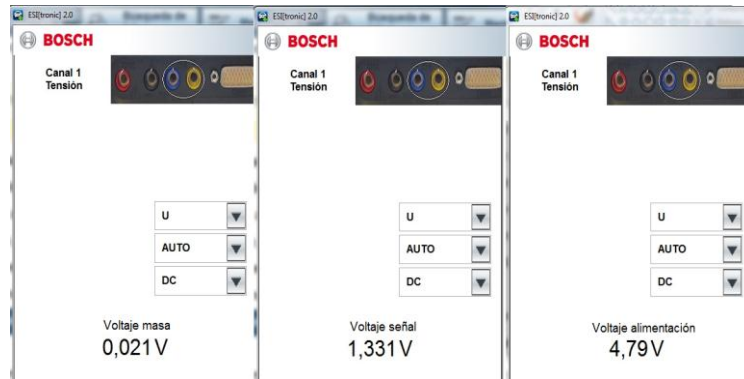 ESI[tronic] 2.0
BOSCH
Canal 1
Tensión
U
AUTO
DC
Voltaje masa
0,021 V
ESI[tronic] 2.0
BOSCH
Canal 1
Tensión
U
AUTO
DC
Voltaje señal
1,331 V
ESI[tronic] 2.0
BOSCH
Canal 1
Tensión
U
AUTO
DC
Voltaje alimentación
4,79 V